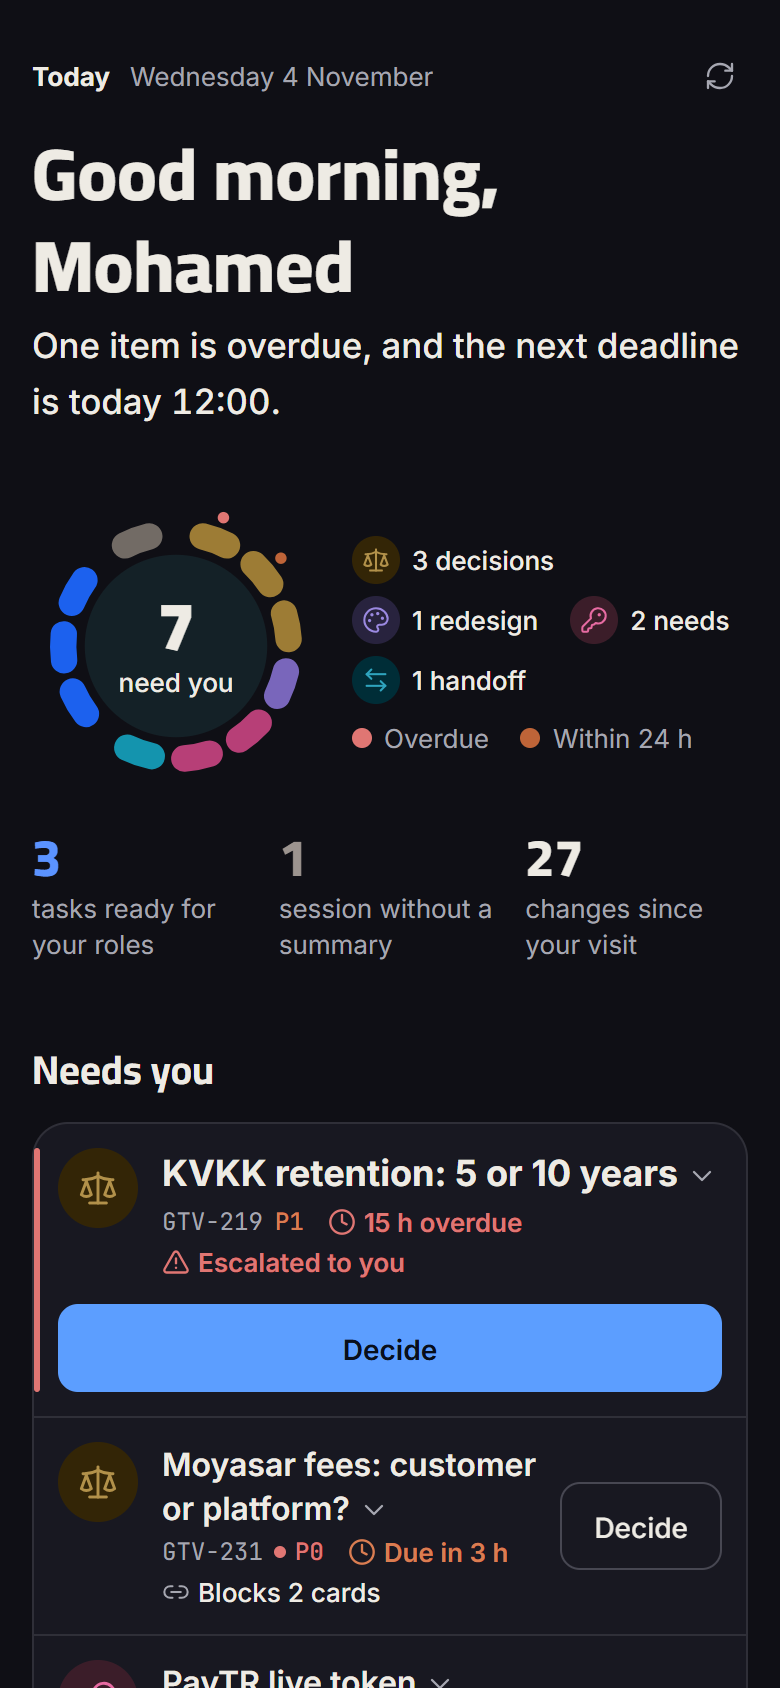 Today Wednesday 4 November
Good morning,
Mohamed
One item is overdue, and the next deadline
is today 12:00.
7
need you
3 decisions
1 redesign 2 needs
1 handoff
Overdue Within 24 h
3
tasks ready for
your roles
1
session without a
summary
27
changes since
your visit
Needs you
KVKK retention: 5 or 10 years
GTV-219 P1 15 h overdue
Escalated to you
Decide
Moyasar fees: customer
or platform?
GTV-231 P0 Due in 3 h
Blocks 2 cards
Decide
PayTR live token